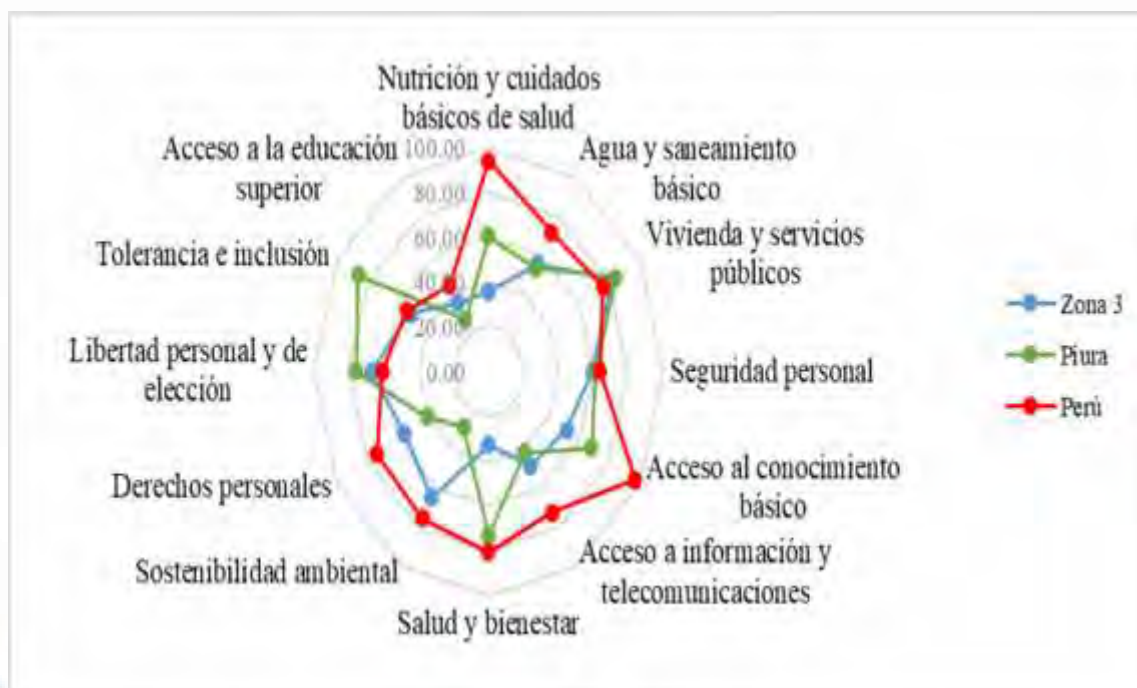 Nutrición y cuidados
básicos de salud
Agua y saneamiento
básico
Vivienda y servicios
públicos
Seguridad personal
Acceso al conocimiento
básico
Acceso a información y
telecomunicaciones
Salud y bienestar
Sostenibilidad ambiental
Derechos personales
Libertad personal y de
elección
Tolerancia e inclusión
Acceso a la educación
superior
100.00
80.00
60.00
20.00
0.00
Zona 3
Piura
Perú